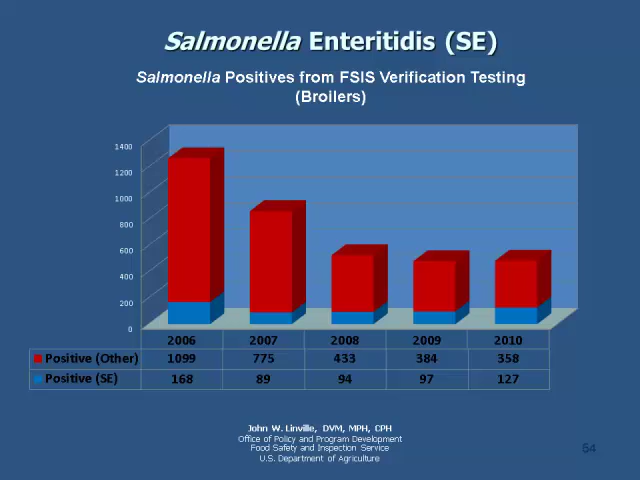 Salmonella Enteritidis (SE)
Salmonella Positives from FSIS Verification Testing
(Broilers)
1400
1200
1000
800
600
400
200
0
2006 2007 2008 2009 2010
Positive (Other) 1099 775 433 384 358
Positive (SE) 168 89 94 97 127
John W. Linville, DVM, MPH, CPH
Office of Policy and Program Development
Food Safety and Inspection Service
U.S. Department of Agriculture
54